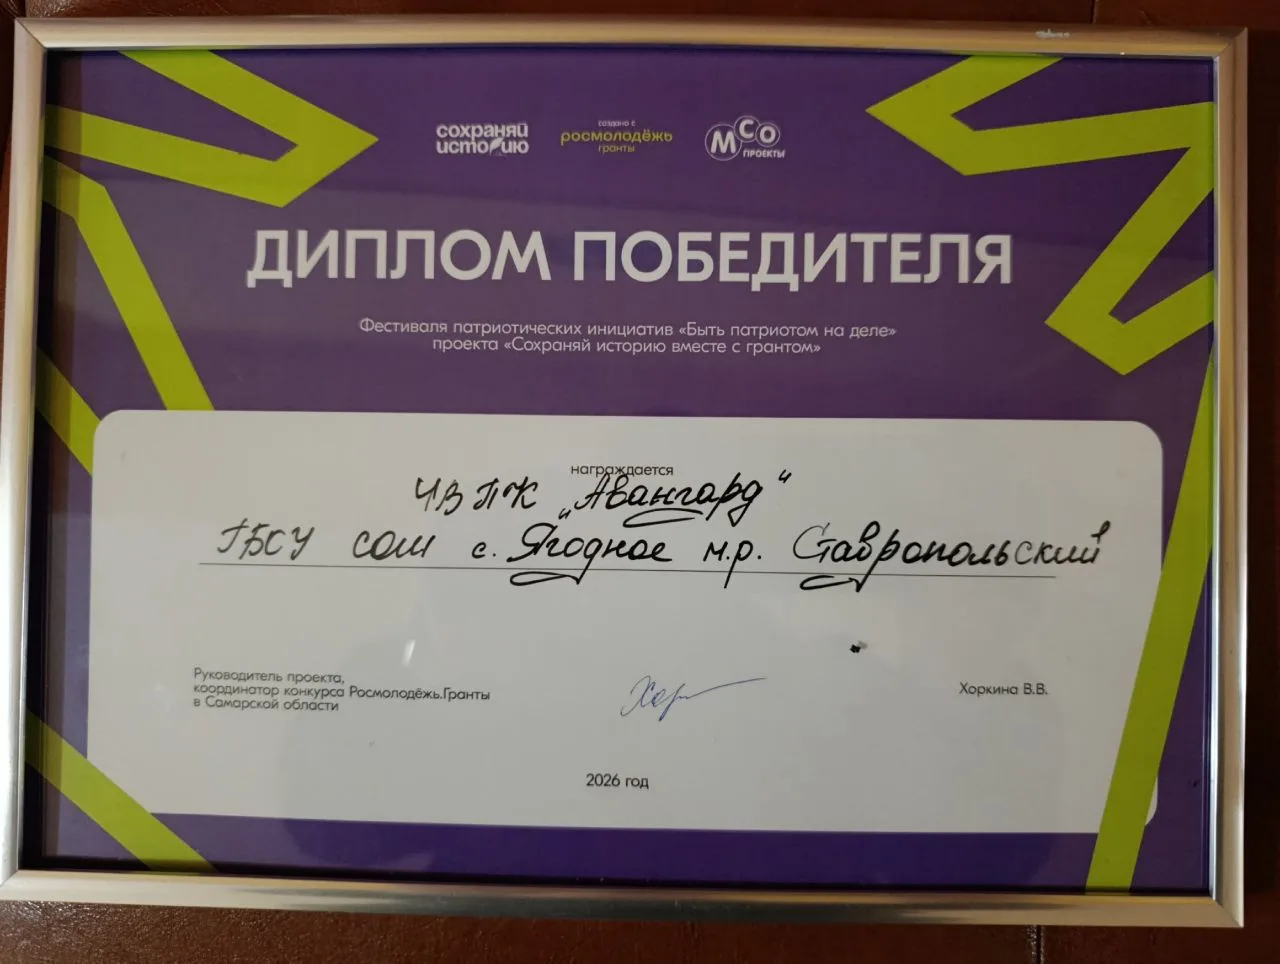 сохраняй
историю
создано с
росмолодёжь
гранты
МСО
ПРОЕКТЫ
ДИПЛОМ ПОБЕДИТЕЛЯ
Фестиваля патриотических инициатив «Быть патриотом на деле»
проекта «Сохраняй историю вместе с грантом»
награждается
ЧВПК „Авангард"
ГБОУ СОШ с. Ягодное м.р. Ставропольский
Руководитель проекта,
координатор конкурса Росмолодёжь.Гранты
в Самарской области
Хоркина В.В.
2026 год